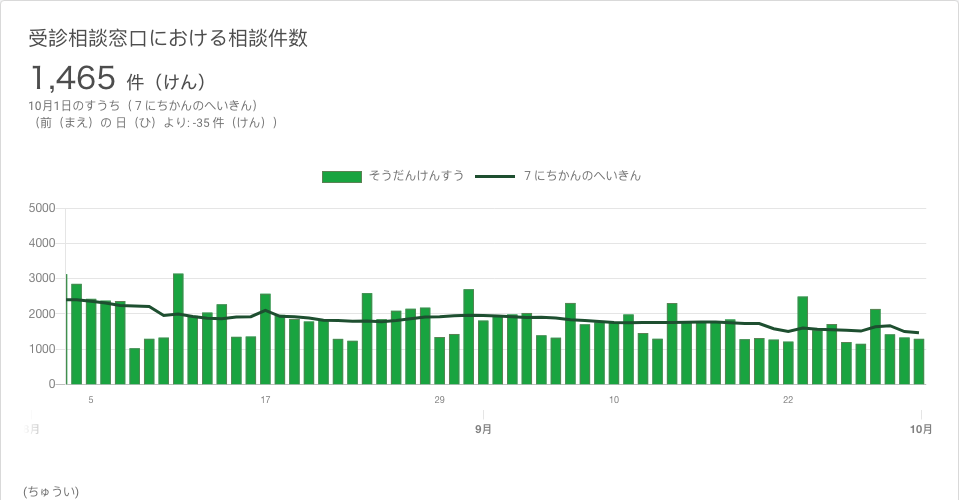 受診相談窓口における相談件数
1,465 件（けん）
10月1日のすうち（７にちかんのへいきん）
（前（まえ）の 日（ひ）より: -35 件（けん））
そうだんけんすう ７にちかんのへいきん
5000
4000
3000
2000
1000
0
5 17 29 10 22
月 9月 10月
(ちゅうい)